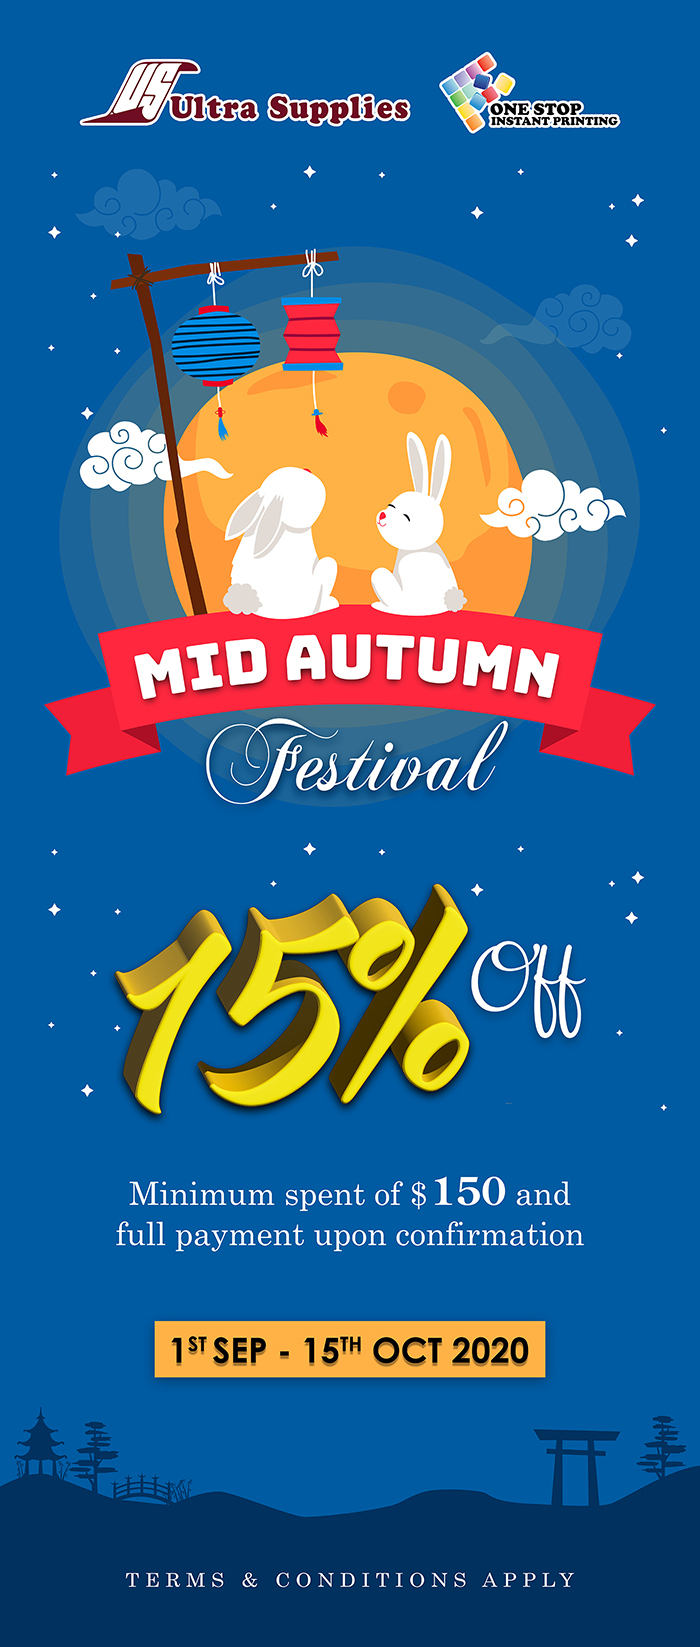 US Ultra Supplies
ONE STOP
INSTANT PRINTING
MID AUTUMN
Festival
15% Off
Minimum spent of $150 and
full payment upon confirmation
1ST SEP - 15TH OCT 2020
TERMS & CONDITIONS APPLY